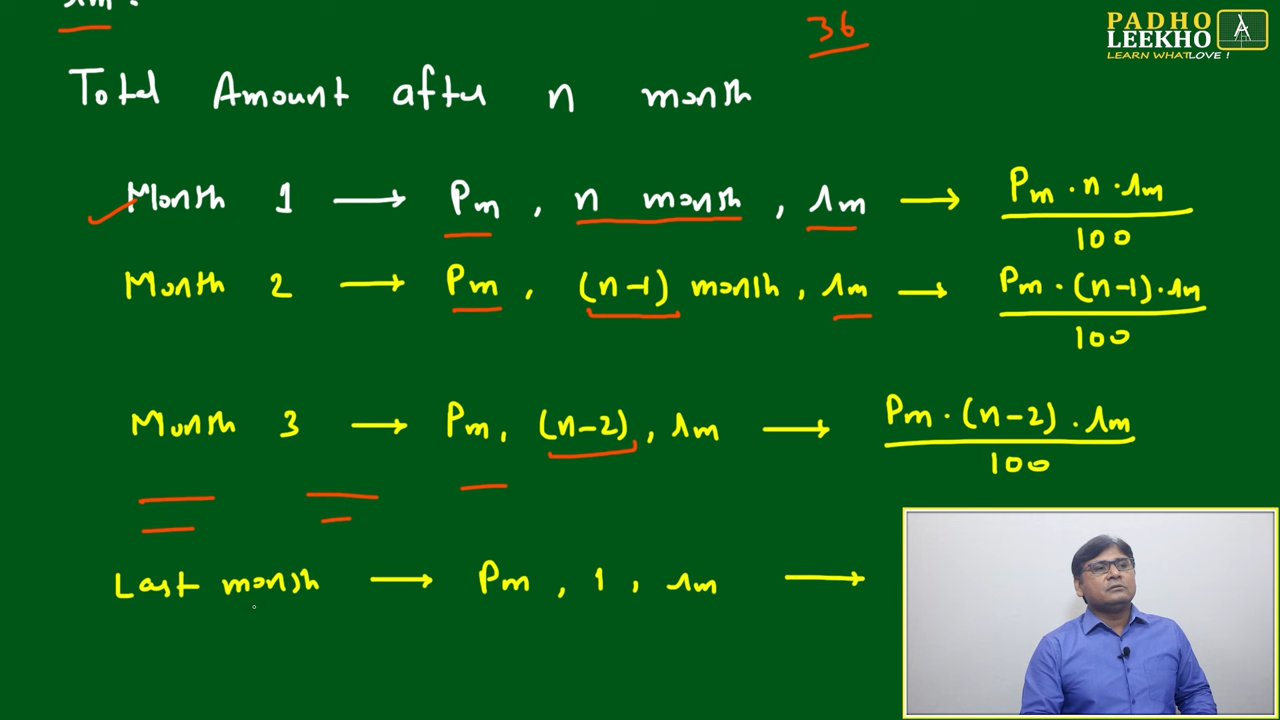 36
PADHO
LEEKHO
LEARN WHAT LOVE !
Total Amount after n month
Month 1 → Pm , n month , rm → Pm · n · rm / 100
Month 2 → Pm , (n-1) month , rm → Pm · (n-1) · rm / 100
Month 3 → Pm, (n-2) , rm → Pm · (n-2) · rm / 100
Last month → Pm , 1 , rm →